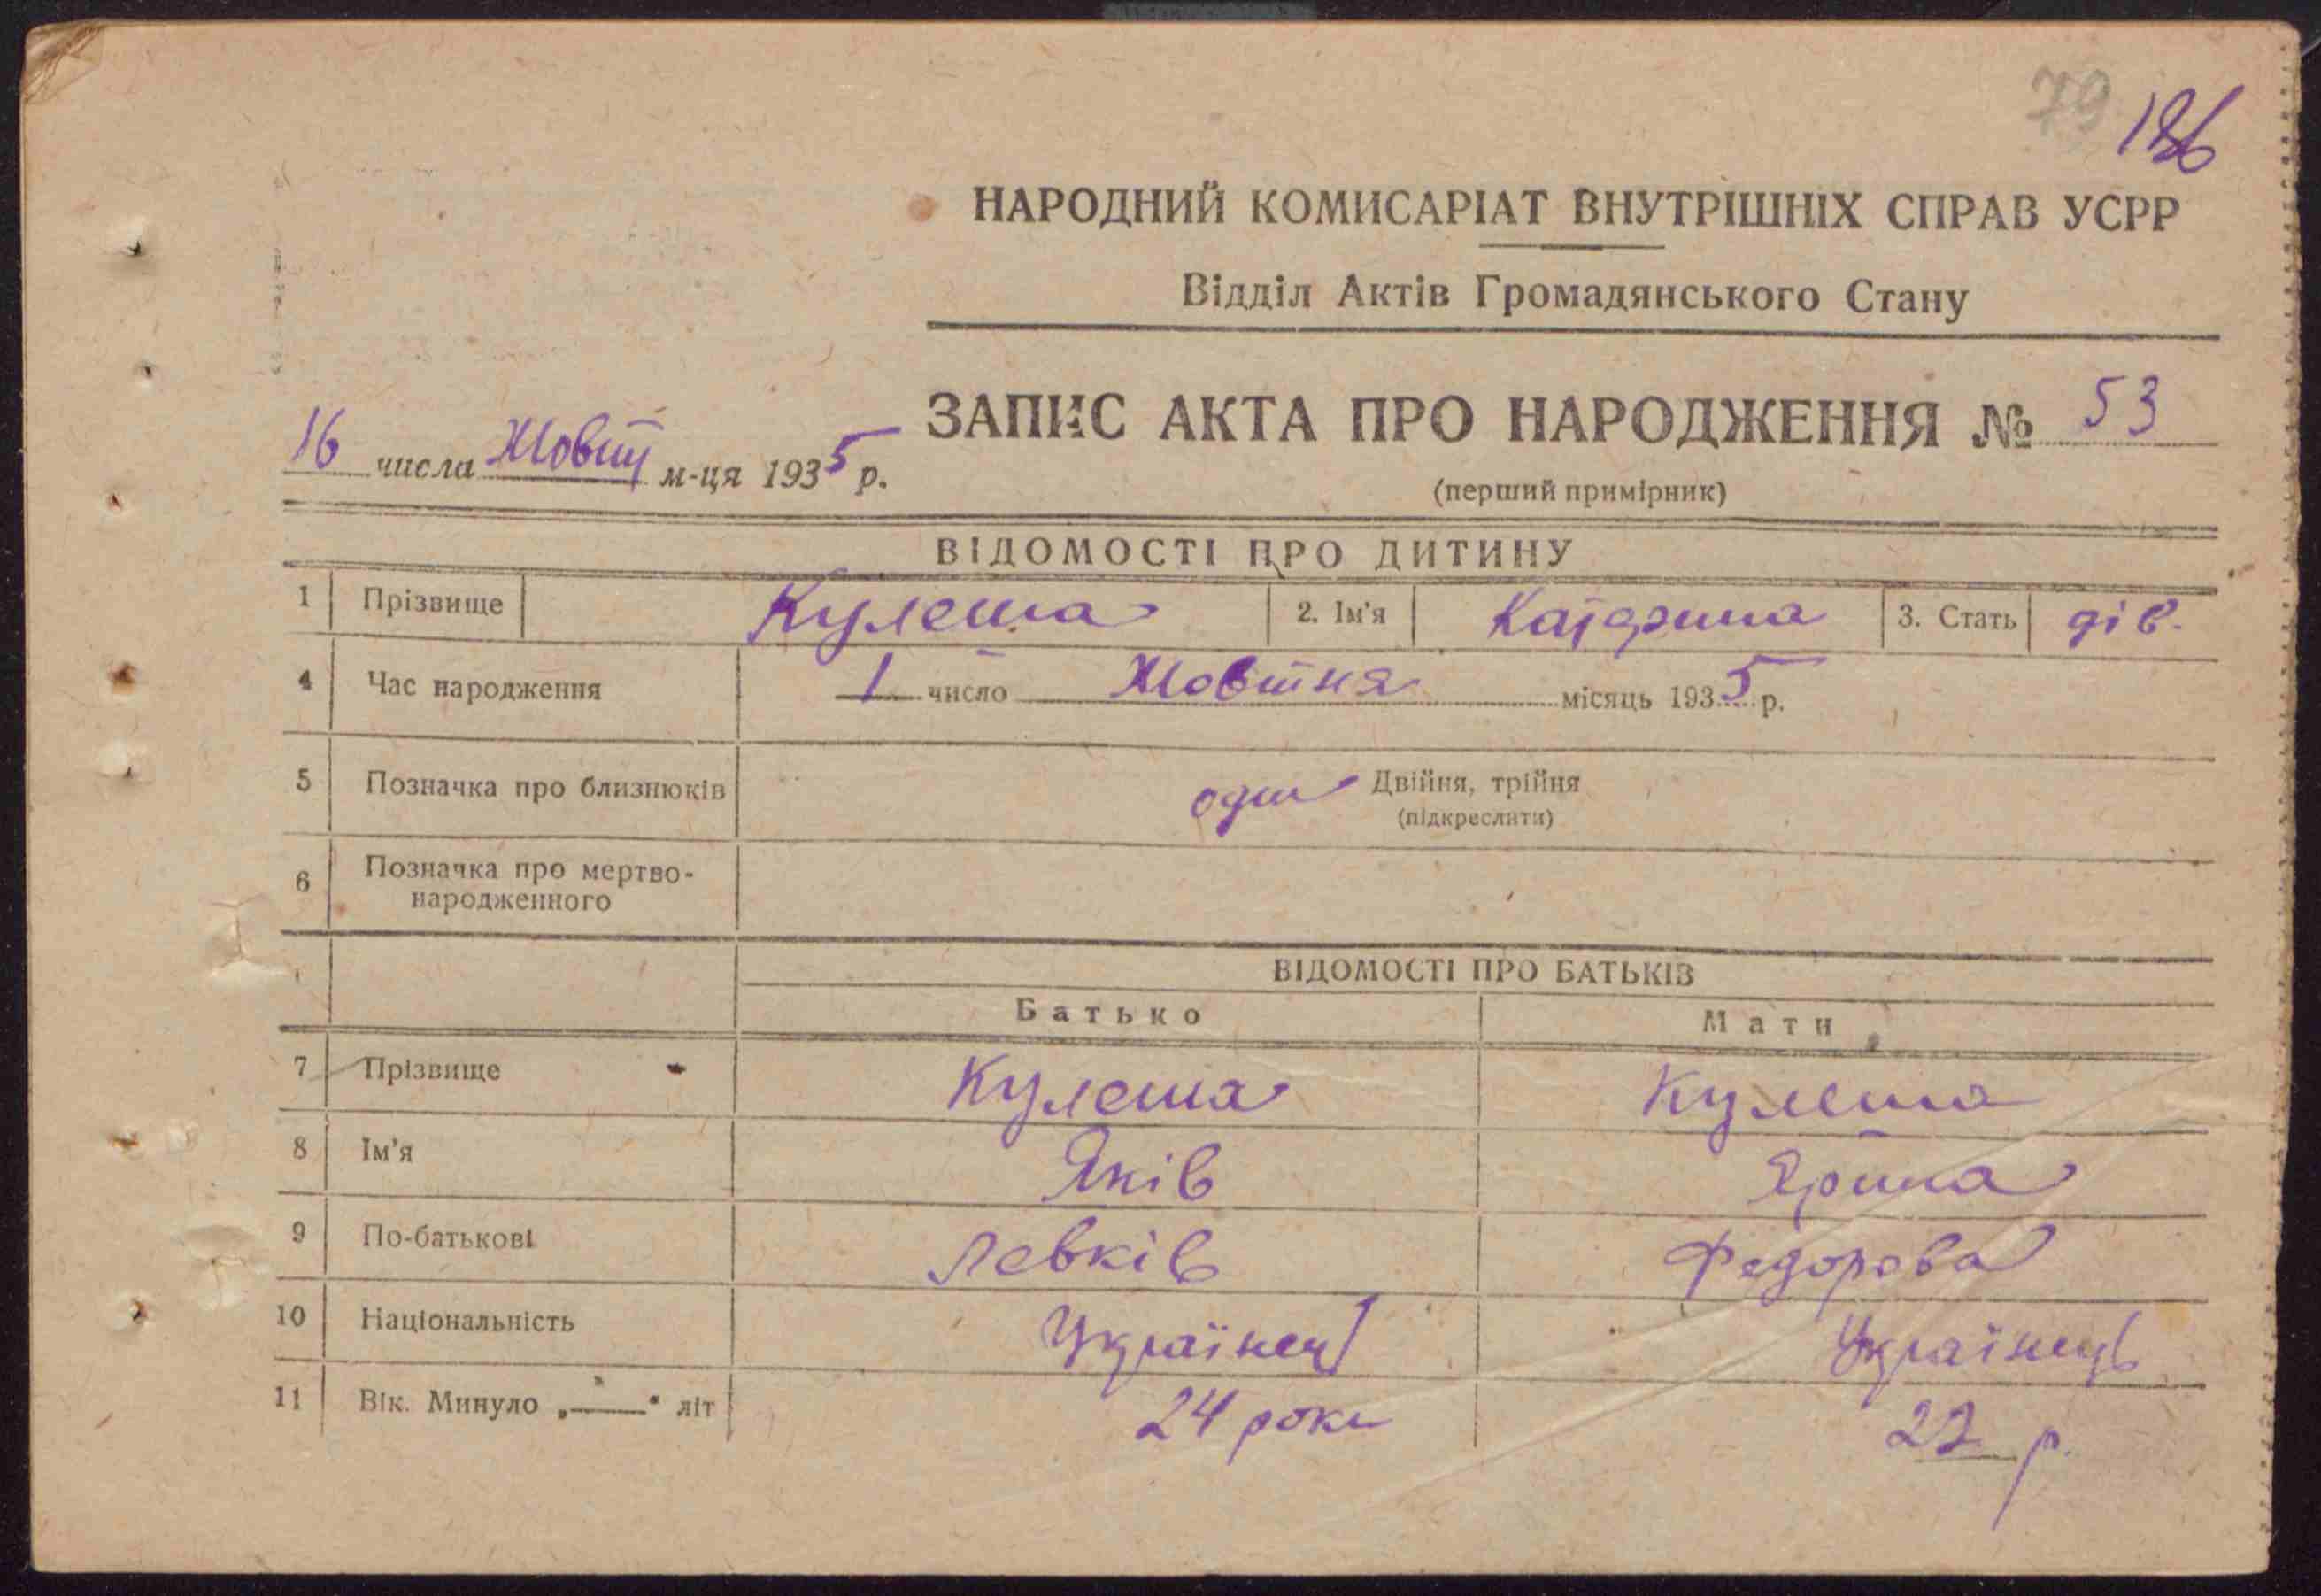 79 186
НАРОДНИЙ КОМИСАРІАТ ВНУТРІШНІХ СПРАВ УСРР
Відділ Актів Громадянського Стану
ЗАПИС АКТА ПРО НАРОДЖЕННЯ № 53
16 числа Жовт м-ця 1935 р.
(перший примірник)
ВІДОМОСТІ ПРО ДИТИНУ
1 Прізвище Кулеша 2. Ім'я Катерина 3. Стать дів.
4 Час народження 1 число Жовтня місяць 1935 р.
5 Позначка про близнюків один Двійня, трійня
(підкреслити)
6 Позначка про мертво-
народженного
ВІДОМОСТІ ПРО БАТЬКІВ
Батько Мати
7 Прізвище Кулеша Кулеша
8 Ім'я Яків Ярина
9 По-батькові Левків Федорова
10 Національність Українец Українець
11 Вік. Минуло „—" літ 24 роки 22 р.